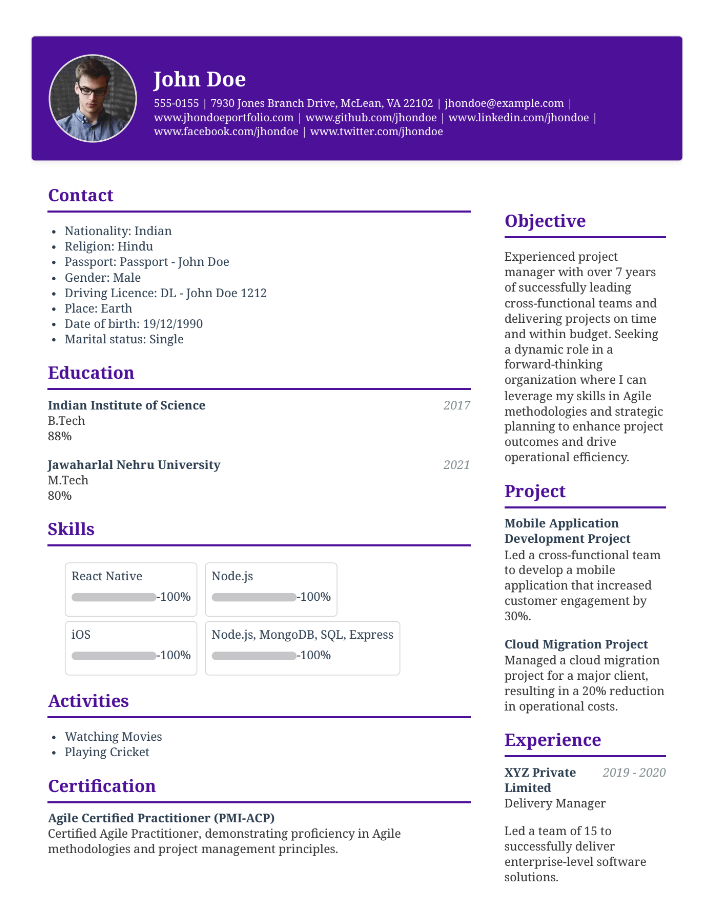 John Doe
555-0155 | 7930 Jones Branch Drive, McLean, VA 22102 | jhondoe@example.com |
www.jhondoeportfolio.com | www.github.com/jhondoe | www.linkedin.com/jhondoe |
www.facebook.com/jhondoe | www.twitter.com/jhondoe
Contact
• Nationality: Indian
• Religion: Hindu
• Passport: Passport - John Doe
• Gender: Male
• Driving Licence: DL - John Doe 1212
• Place: Earth
• Date of birth: 19/12/1990
• Marital status: Single
Education
Indian Institute of Science 2017
B.Tech
88%
Jawaharlal Nehru University 2021
M.Tech
80%
Skills
React Native
-100%
Node.js
-100%
iOS
-100%
Node.js, MongoDB, SQL, Express
-100%
Activities
• Watching Movies
• Playing Cricket
Certification
Agile Certified Practitioner (PMI-ACP)
Certified Agile Practitioner, demonstrating proficiency in Agile
methodologies and project management principles.
Objective
Experienced project
manager with over 7 years
of successfully leading
cross-functional teams and
delivering projects on time
and within budget. Seeking
a dynamic role in a
forward-thinking
organization where I can
leverage my skills in Agile
methodologies and strategic
planning to enhance project
outcomes and drive
operational efficiency.
Project
Mobile Application
Development Project
Led a cross-functional team
to develop a mobile
application that increased
customer engagement by
30%.
Cloud Migration Project
Managed a cloud migration
project for a major client,
resulting in a 20% reduction
in operational costs.
Experience
XYZ Private 2019 - 2020
Limited
Delivery Manager
Led a team of 15 to
successfully deliver
enterprise-level software
solutions.